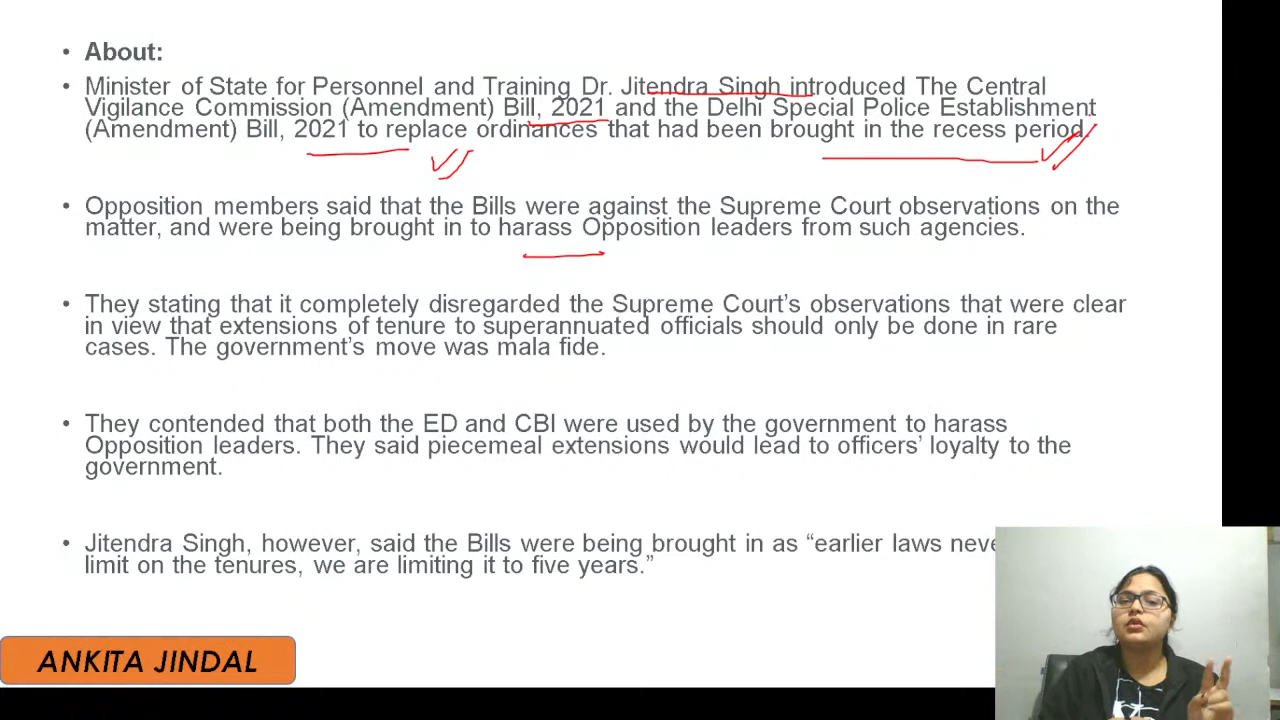 • About:
• Minister of State for Personnel and Training Dr. Jitendra Singh introduced The Central
Vigilance Commission (Amendment) Bill, 2021 and the Delhi Special Police Establishment
(Amendment) Bill, 2021 to replace ordinances that had been brought in the recess period.
• Opposition members said that the Bills were against the Supreme Court observations on the
matter, and were being brought in to harass Opposition leaders from such agencies.
• They stating that it completely disregarded the Supreme Court’s observations that were clear
in view that extensions of tenure to superannuated officials should only be done in rare
cases. The government’s move was mala fide.
• They contended that both the ED and CBI were used by the government to harass
Opposition leaders. They said piecemeal extensions would lead to officers’ loyalty to the
government.
• Jitendra Singh, however, said the Bills were being brought in as “earlier laws
limit on the tenures, we are limiting it to five years.”
ANKITA JINDAL